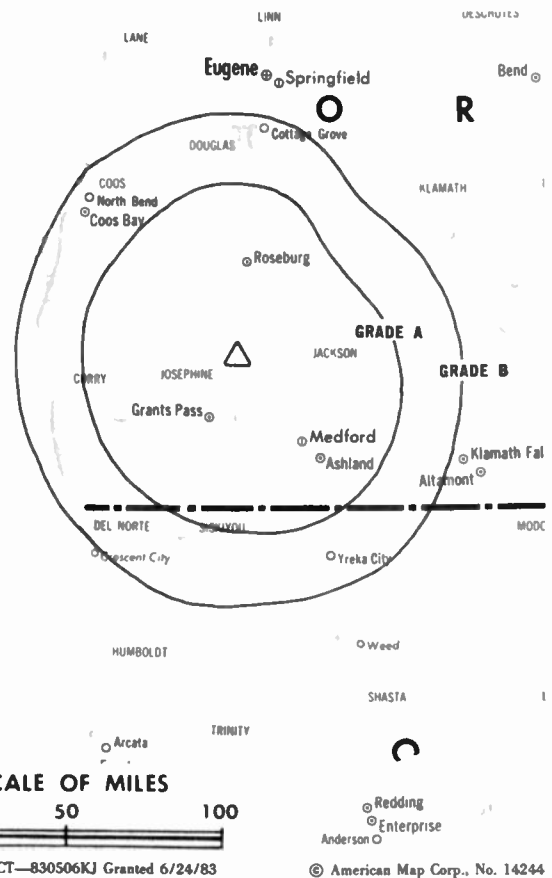 LINN
DESCHUTES
LANE
Eugene
Springfield
Bend
O R
Cottage Grove
DOUGLAS
COOS
KLAMATH
North Bend
Coos Bay
Roseburg
GRADE A
JACKSON
GRADE B
JOSEPHINE
CURRY
Grants Pass
Medford
Klamath Fal
Ashland
Altamont
DEL NORTE
SISKIYOU
MODC
Crescent City
Yreka City
Weed
HUMBOLDT
SHASTA
TRINITY
Arcata
C
CALE OF MILES
50 100
Redding
Enterprise
Anderson
CT—830506KJ Granted 6/24/83
© American Map Corp., No. 14244